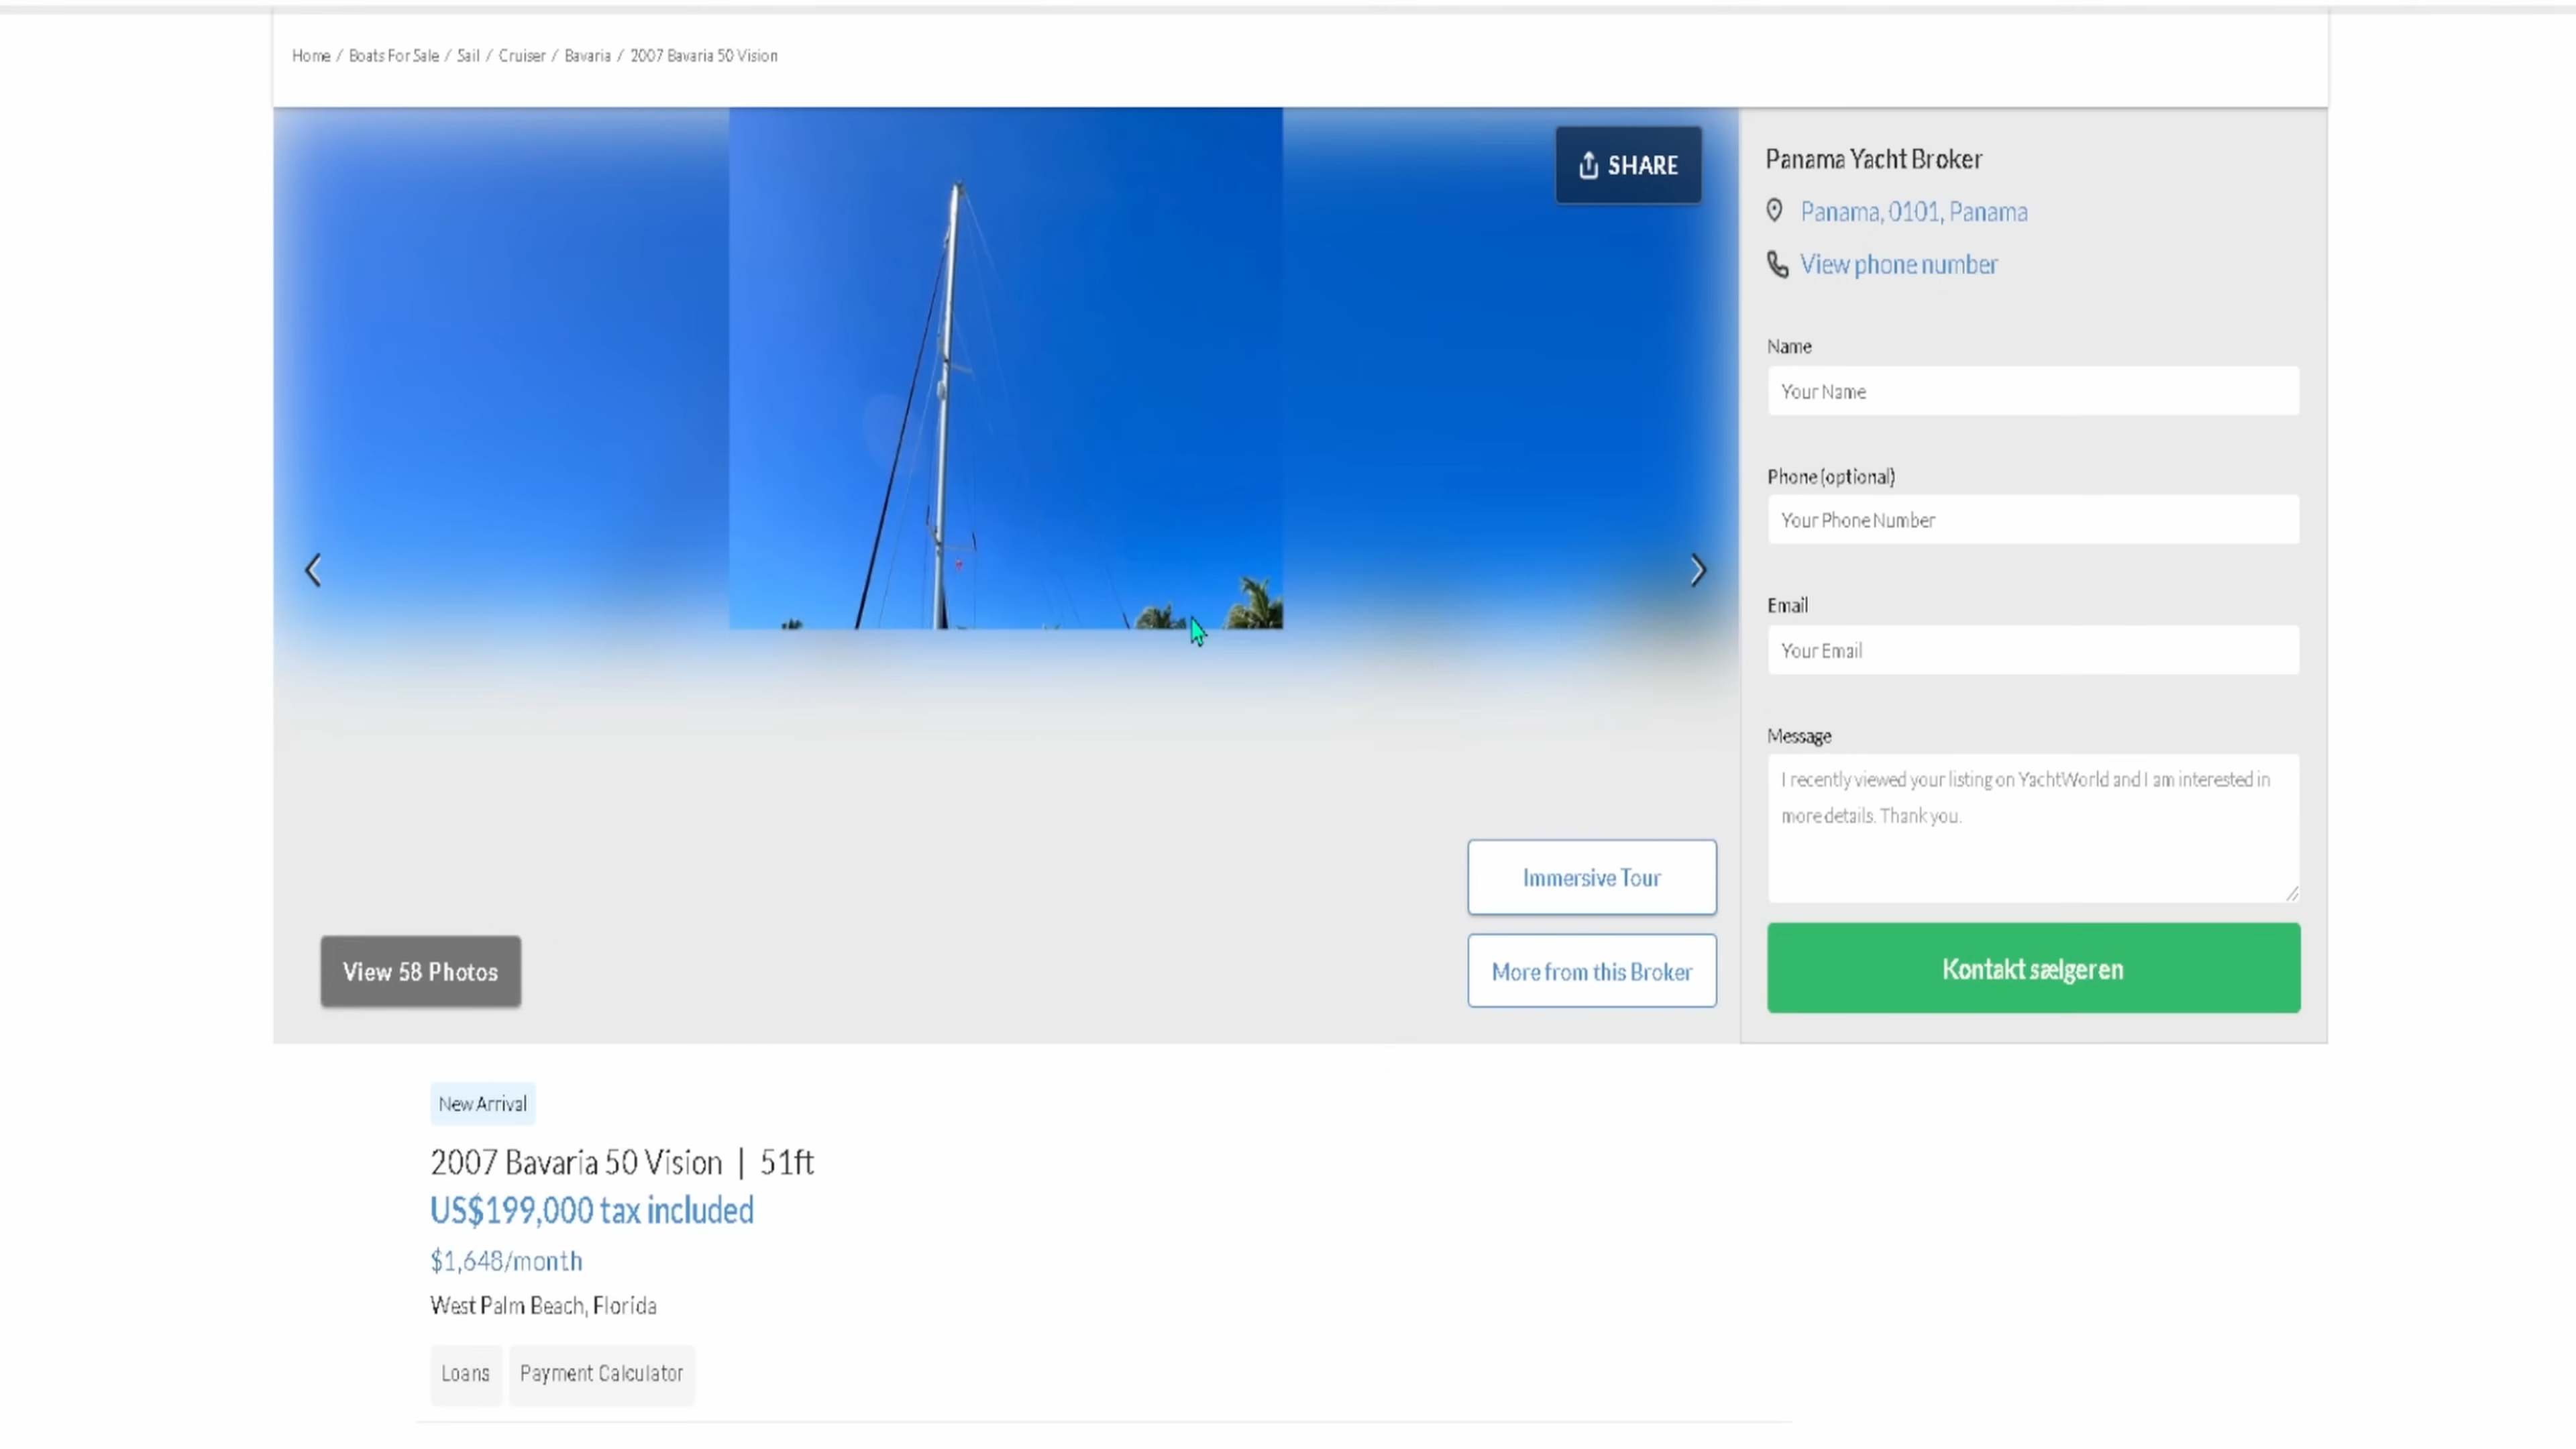 Home / Boats For Sale / Sail / Cruiser / Bavaria / 2007 Bavaria 50 Vision
SHARE
Panama Yacht Broker
Panama, 0101, Panama
View phone number
Name
Your Name
Phone (optional)
Your Phone Number
Email
Your Email
Message
I recently viewed your listing on YachtWorld and I am interested in
more details. Thank you.
Kontakt sælgeren
Immersive Tour
More from this Broker
View 58 Photos
New Arrival
2007 Bavaria 50 Vision | 51ft
US$199,000 tax included
$1,648/month
West Palm Beach, Florida
Loans
Payment Calculator